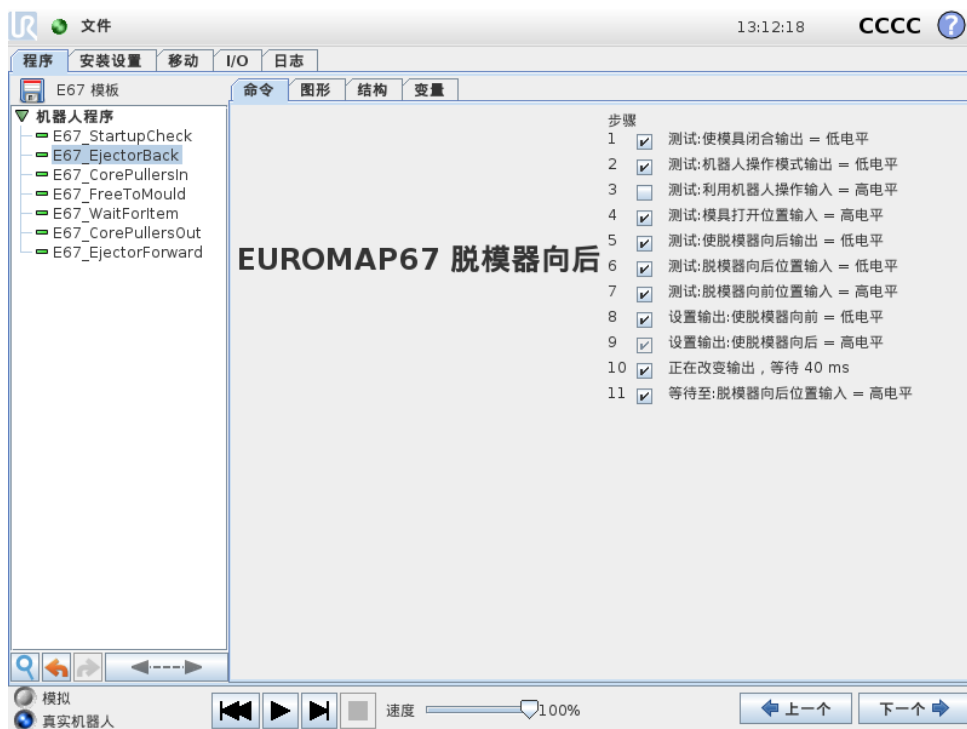 UR 文件 13:12:18 CCCC ?
程序 安装设置 移动 I/O 日志
E67 模板
命令 图形 结构 变量
机器人程序
E67_StartupCheck
E67_EjectorBack
E67_CorePullersIn
E67_FreeToMould
E67_WaitForItem
E67_CorePullersOut
E67_EjectorForward
EUROMAP67 脱模器向后
步骤
1 测试:使模具闭合输出 = 低电平
2 测试:机器人操作模式输出 = 低电平
3 测试:利用机器人操作输入 = 高电平
4 测试:模具打开位置输入 = 高电平
5 测试:使脱模器向后输出 = 低电平
6 测试:脱模器向后位置输入 = 低电平
7 测试:脱模器向前位置输入 = 高电平
8 设置输出:使脱模器向前 = 低电平
9 设置输出:使脱模器向后 = 高电平
10 正在改变输出，等待 40 ms
11 等待至:脱模器向后位置输入 = 高电平
模拟
真实机器人
速度 100%
上一个 下一个